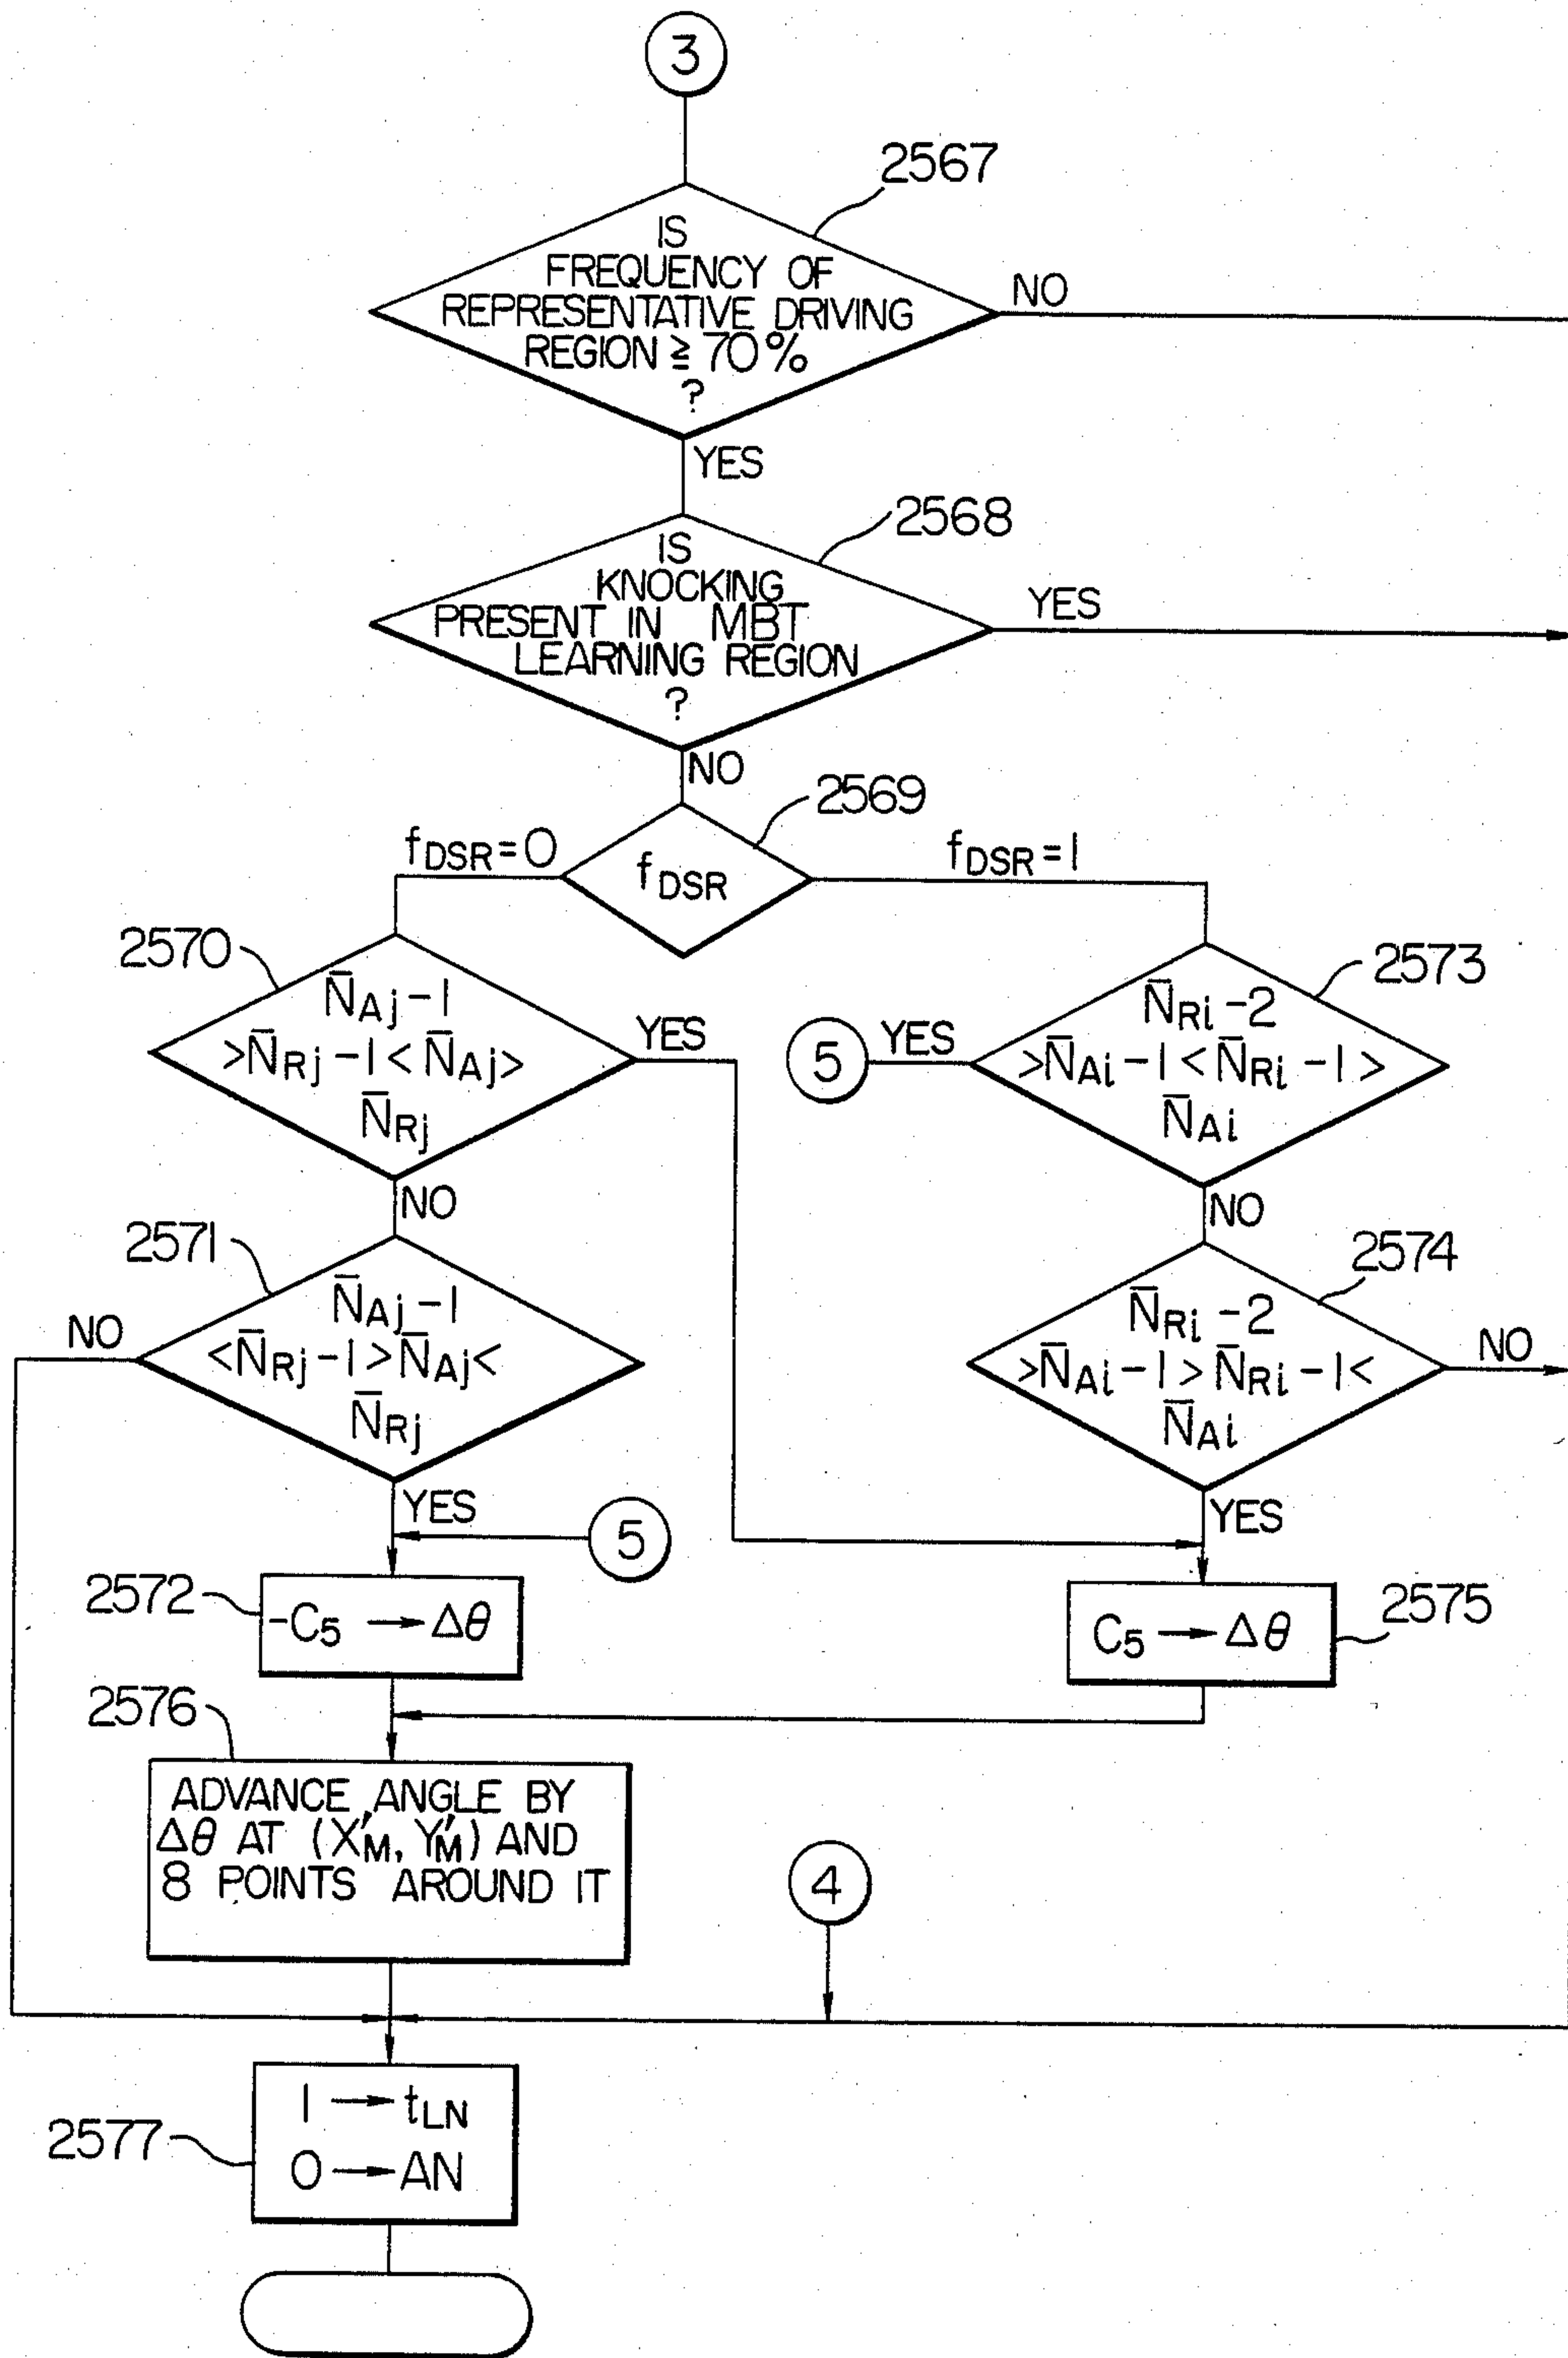 3
2567
IS
FREQUENCY OF
REPRESENTATIVE DRIVING
REGION ≧ 70%
?
NO
YES
2568
IS
KNOCKING
PRESENT IN MBT
LEARNING REGION
?
YES
NO
2569
fDSR=0
fDSR
fDSR=1
2570
N̅Aj-1
>N̅Rj-1<N̅Aj>
N̅Rj
YES
NO
2573
N̅Ri-2
>N̅Ai-1<N̅Ri-1>
N̅Ai
YES
5
NO
2571
N̅Aj-1
<N̅Rj-1>N̅Aj<
N̅Rj
NO
YES
2574
N̅Ri-2
>N̅Ai-1>N̅Ri-1<
N̅Ai
NO
YES
5
2572
-C5 → Δθ
2575
C5 → Δθ
2576
ADVANCE ANGLE BY
Δθ AT (X'M, Y'M) AND
8 POINTS AROUND IT
4
2577
1 → tLN
0 → AN